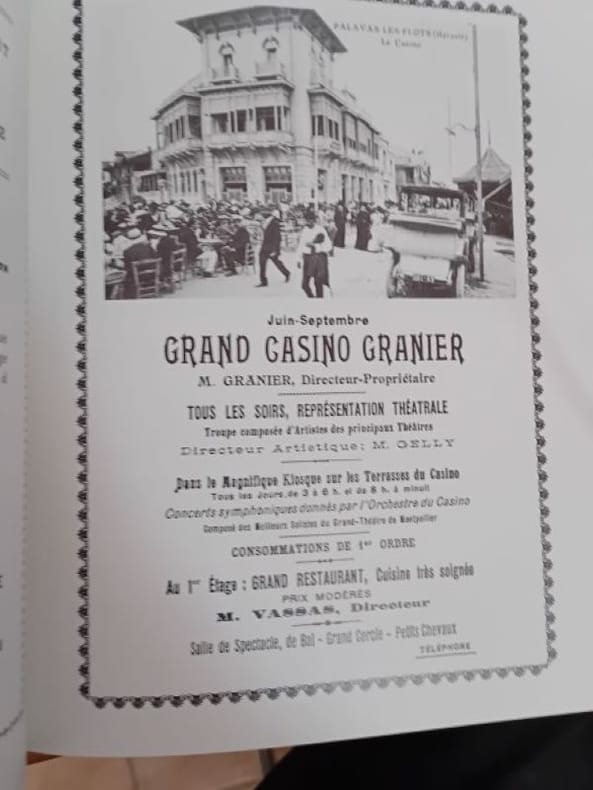 PALAVAS-LES-FLOTS (Hérault)
Le Casino
Juin-Septembre
GRAND CASINO GRANIER
M. GRANIER, Directeur-Propriétaire
TOUS LES SOIRS, REPRÉSENTATION THÉATRALE
Troupe composée d'Artistes des principaux Théâtres
Directeur Artistique: M. GELLY
Dans le Magnifique Kiosque sur les Terrasses du Casino
Tous les Jours, de 3 à 6 h. et de 8 h. à minuit
Concerts symphoniques donnés par l'Orchestre du Casino
Composé des Meilleurs Solistes du Grand-Théâtre de Montpellier
CONSOMMATIONS DE 1er ORDRE
Au 1er Étage : GRAND RESTAURANT, Cuisine très soignée
PRIX MODÉRÉS
M. VASSAS, Directeur
Salle de Spectacle, de Bal - Grand Cercle - Petits Chevaux
TÉLÉPHONE